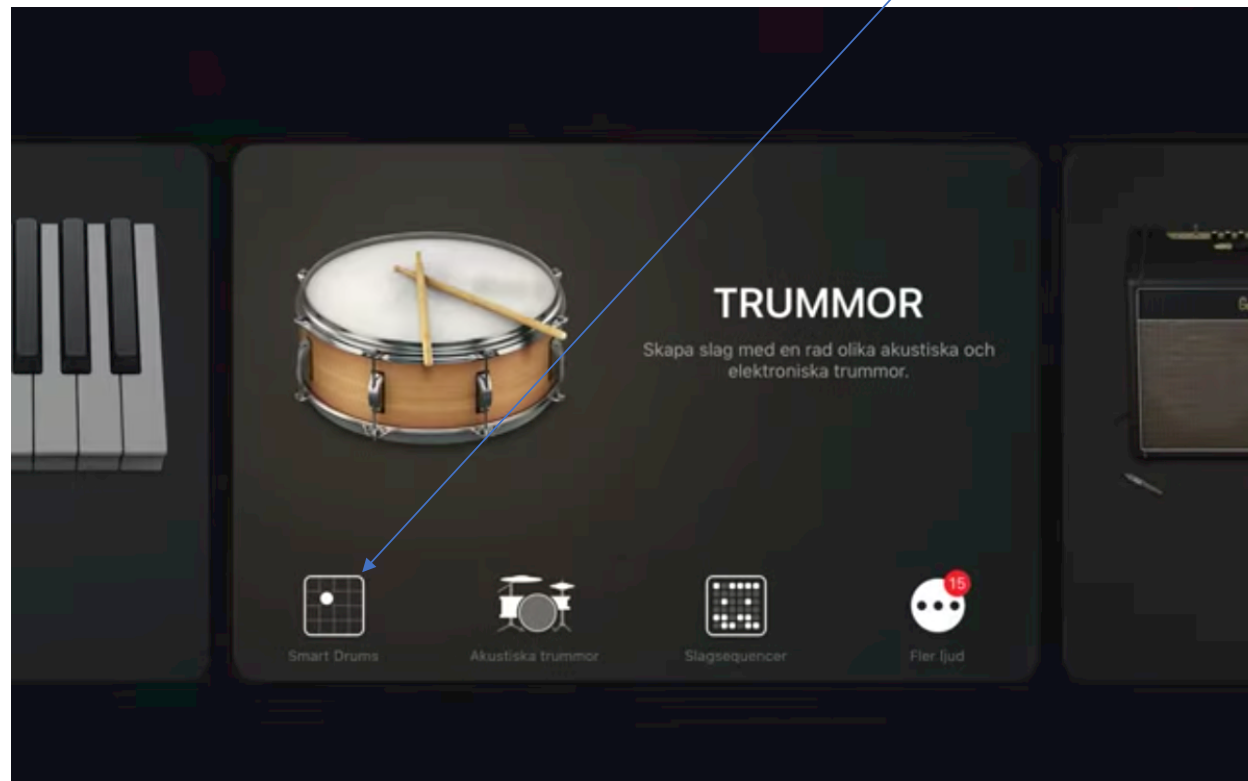 TRUMMOR
Skapa slag med en rad olika akustiska och
elektroniska trummor.
15
Smart Drums
Akustiska trummor
Slagsequencer
Fler ljud